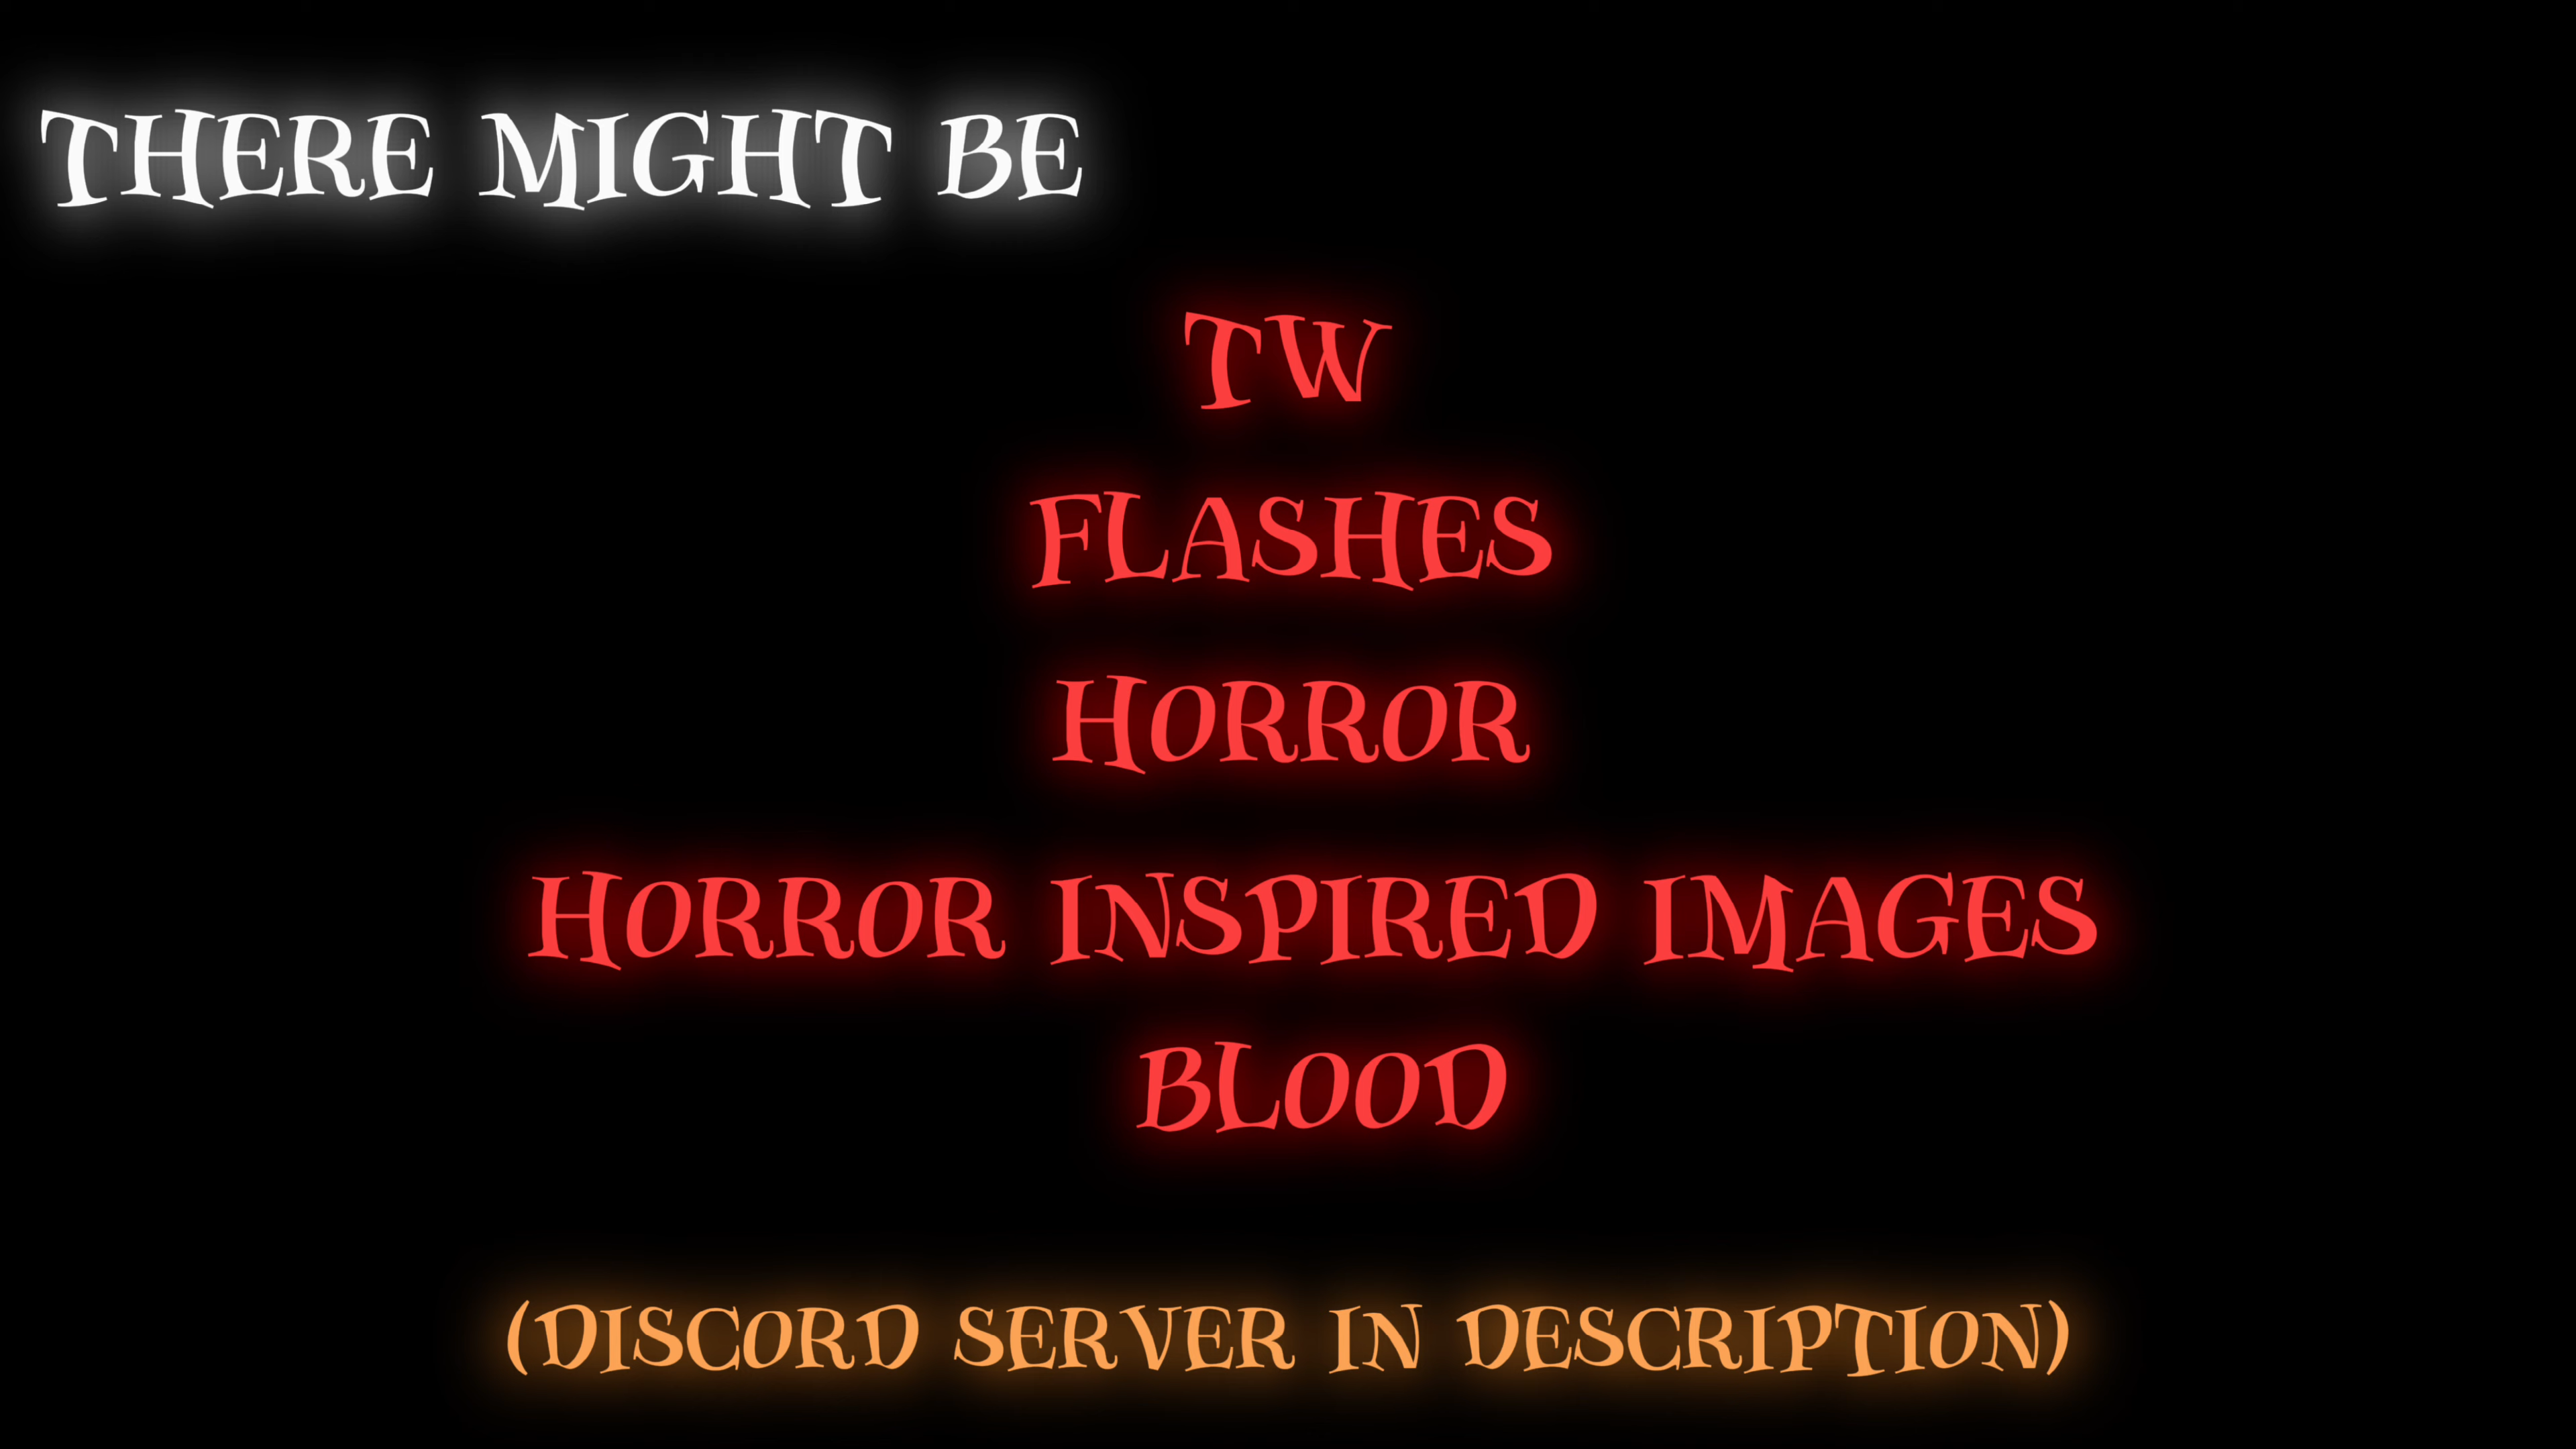 THERE MIGHT BE
TW
FLASHES
HORROR
HORROR INSPIRED IMAGES
BLOOD
(DISCORD SERVER IN DESCRIPTION)